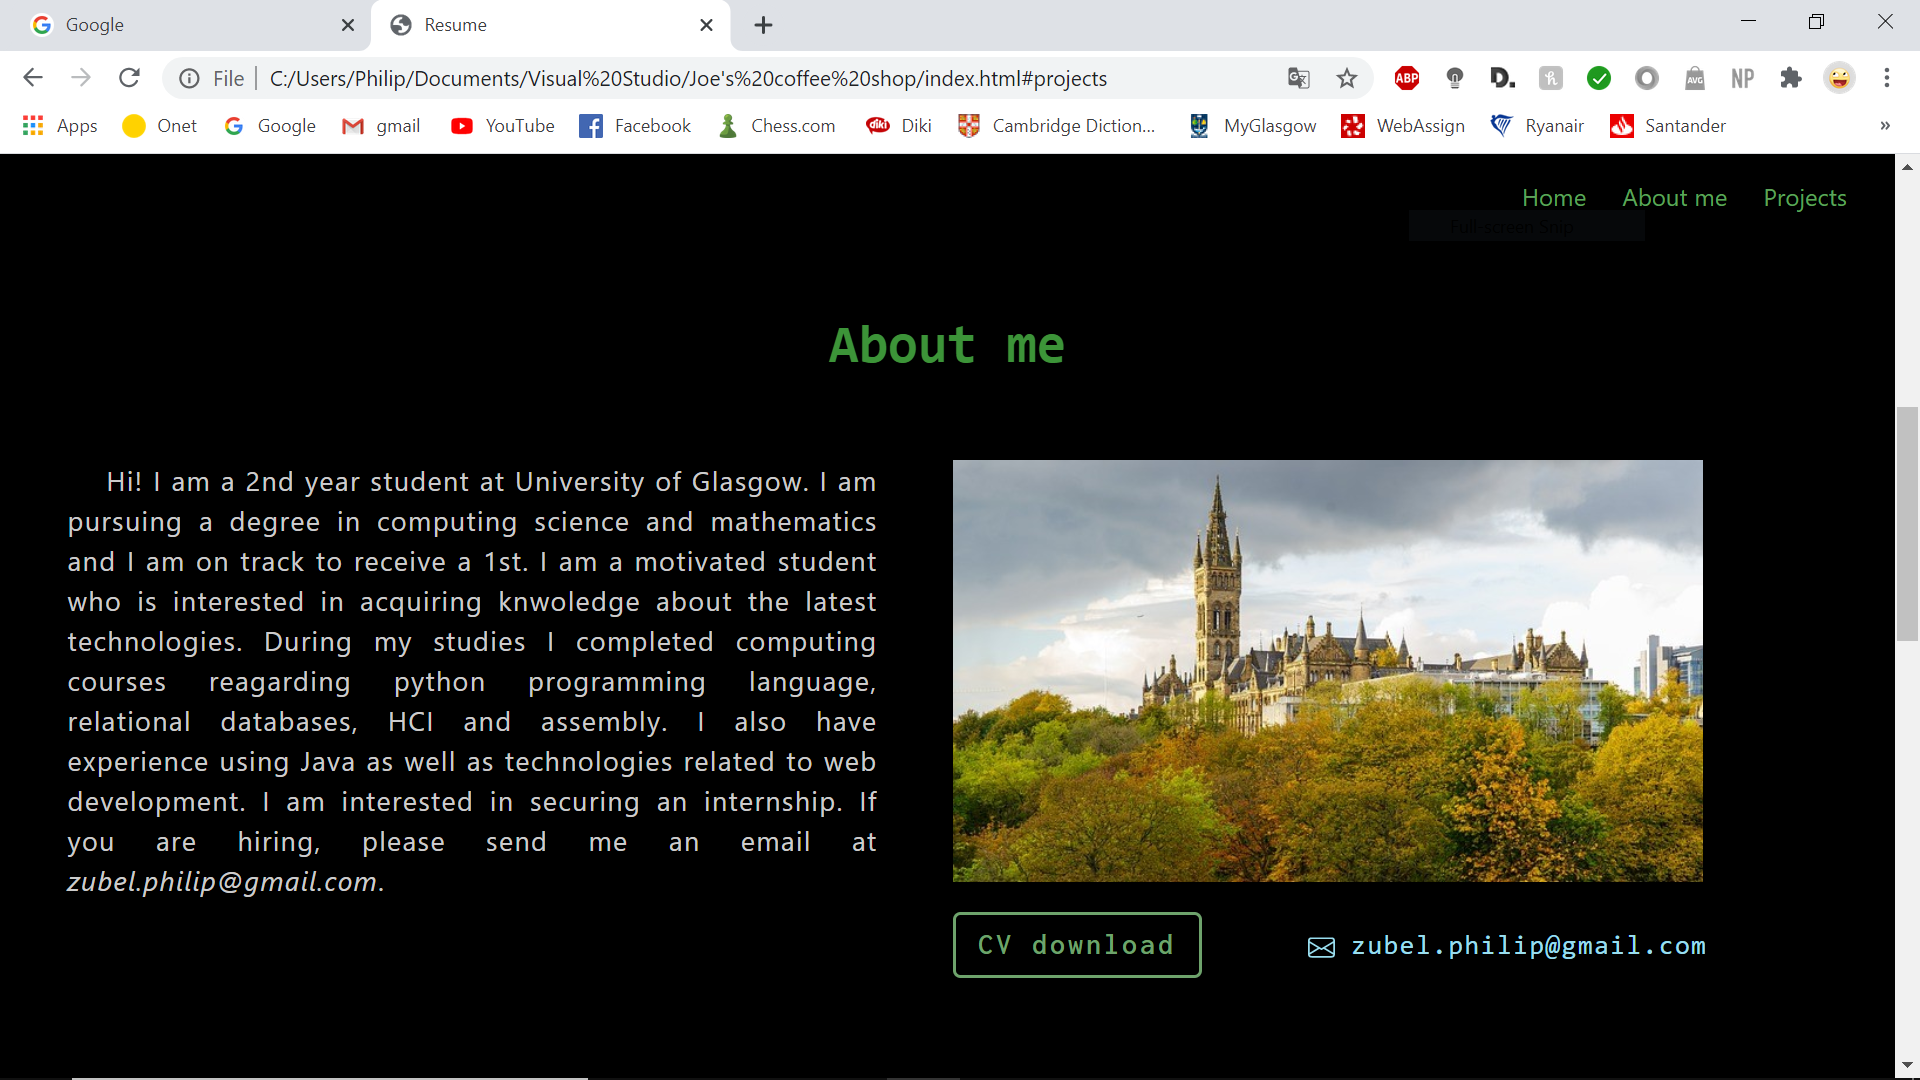 Google
Resume
File
C:/Users/Philip/Documents/Visual%20Studio/Joe's%20coffee%20shop/index.html#projects
ABP
D.
h
AVG
NP
Apps
Onet
Google
gmail
YouTube
Facebook
Chess.com
diki
Diki
Cambridge Diction...
MyGlasgow
WebAssign
Ryanair
Santander
»
Home
About me
Projects
Full-screen Snip
About me
Hi! I am a 2nd year student at University of Glasgow. I am
pursuing a degree in computing science and mathematics
and I am on track to receive a 1st. I am a motivated student
who is interested in acquiring knwoledge about the latest
technologies. During my studies I completed computing
courses reagarding python programming language,
relational databases, HCI and assembly. I also have
experience using Java as well as technologies related to web
development. I am interested in securing an internship. If
you are hiring, please send me an email at
zubel.philip@gmail.com.
CV download
zubel.philip@gmail.com